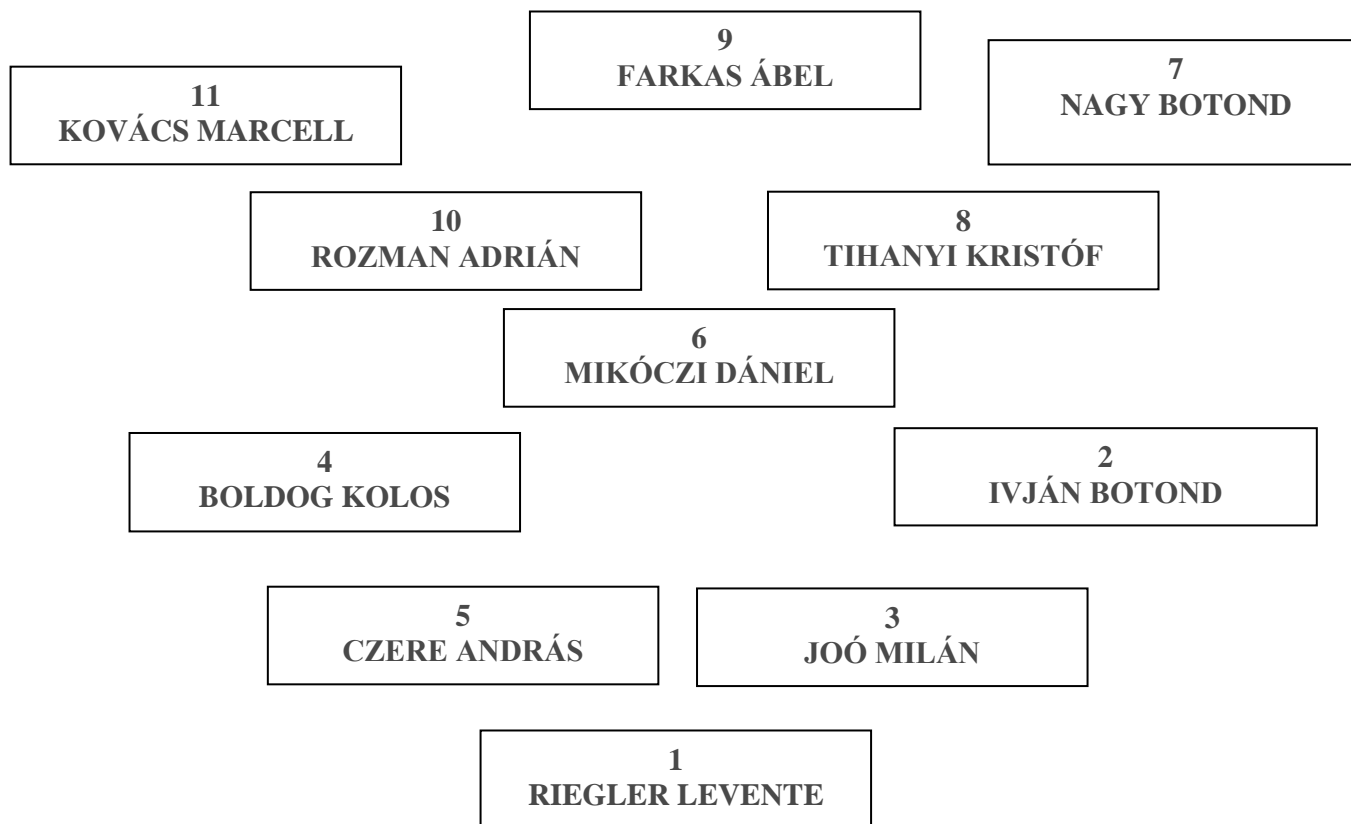 9
FARKAS ÁBEL
7
NAGY BOTOND
11
KOVÁCS MARCELL
10
ROZMAN ADRIÁN
8
TIHANYI KRISTÓF
6
MIKÓCZI DÁNIEL
4
BOLDOG KOLOS
2
IVJÁN BOTOND
5
CZERE ANDRÁS
3
JOÓ MILÁN
1
RIEGLER LEVENTE